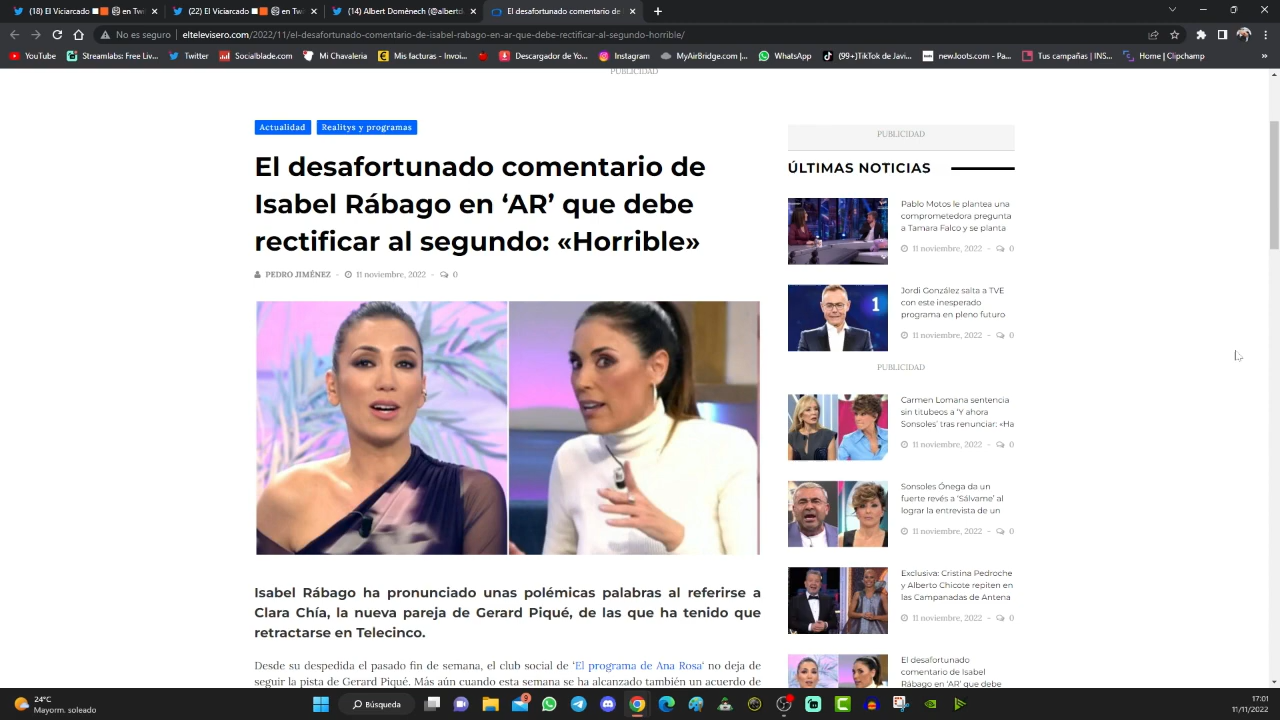 (18) El Viciarcado en Twi
(22) El Viciarcado en Twi
(14) Albert Domènech (@albertdo
El desafortunado comentario de
No es seguro | eltelevisero.com/2022/11/el-desafortunado-comentario-de-isabel-rabago-en-ar-que-debe-rectificar-al-segundo-horrible/
YouTube
Streamlabs: Free Liv...
Twitter
Socialblade.com
Mi Chavaleria
Mis facturas - Invoi...
Descargador de Yo...
Instagram
MyAirBridge.com |...
WhatsApp
(99+)TikTok de Javi...
new.loots.com - Pa...
Tus campañas | INS...
Home | Clipchamp
»
PUBLICIDAD
Actualidad
Realitys y programas
El desafortunado comentario de
Isabel Rábago en ‘AR’ que debe
rectificar al segundo: «Horrible»
PEDRO JIMÉNEZ - 11 noviembre, 2022 - 0
Isabel Rábago ha pronunciado unas polémicas palabras al referirse a
Clara Chía, la nueva pareja de Gerard Piqué, de las que ha tenido que
retractarse en Telecinco.
Desde su despedida el pasado fin de semana, el club social de ‘El programa de Ana Rosa‘ no deja de
seguir la pista de Gerard Piqué. Más aún cuando esta semana se ha alcanzado también un acuerdo de
PUBLICIDAD
ÚLTIMAS NOTICIAS
Pablo Motos le plantea una
comprometedora pregunta
a Tamara Falco y se planta
11 noviembre, 2022 - 0
1
Jordi González salta a TVE
con este inesperado
programa en pleno futuro
11 noviembre, 2022 - 0
PUBLICIDAD
Carmen Lomana sentencia
sin titubeos a ‘Y ahora
Sonsoles’ tras renunciar: «Ha
11 noviembre, 2022 - 0
Sonsoles Ónega da un
fuerte revés a ‘Sálvame’ al
lograr la entrevista de un
11 noviembre, 2022 - 0
Exclusiva: Cristina Pedroche
y Alberto Chicote repiten en
las Campanadas de Antena
11 noviembre, 2022 - 0
El desafortunado
comentario de Isabel
Rábago en ‘AR’ que debe
24°C
Mayorm. soleado
Búsqueda
9
17:01
11/11/2022